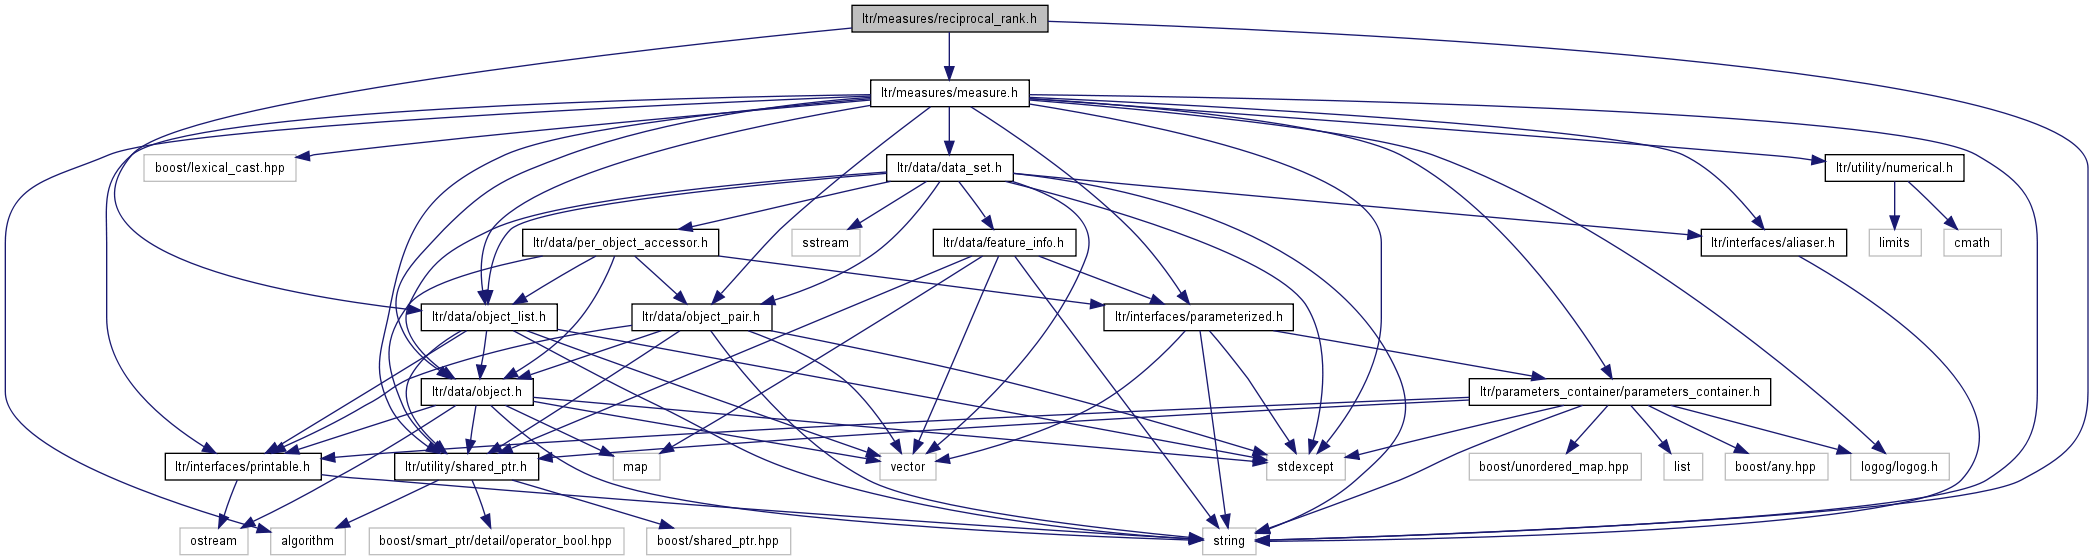 ltr/measures/reciprocal_rank.h
ltr/measures/measure.h
boost/lexical_cast.hpp
ltr/data/data_set.h
ltr/utility/numerical.h
ltr/data/per_object_accessor.h
sstream
ltr/data/feature_info.h
ltr/interfaces/aliaser.h
limits
cmath
ltr/data/object_list.h
ltr/data/object_pair.h
ltr/interfaces/parameterized.h
ltr/data/object.h
ltr/parameters_container/parameters_container.h
ltr/interfaces/printable.h
ltr/utility/shared_ptr.h
map
vector
stdexcept
boost/unordered_map.hpp
list
boost/any.hpp
logog/logog.h
ostream
algorithm
boost/smart_ptr/detail/operator_bool.hpp
boost/shared_ptr.hpp
string